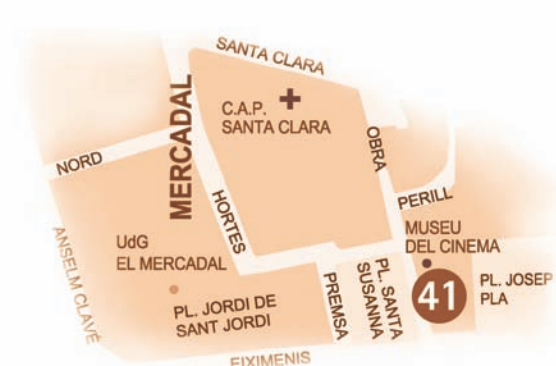 SANTA CLARA
MERCADAL
C.A.P.
SANTA CLARA
OBRA
NORD
PERILL
HORTES
MUSEU
DEL CINEMA
ANSELM CLAVÉ
UdG
EL MERCADAL
PL. SANTA
SUSANNA
41
PL. JOSEP
PLA
PREMSA
PL. JORDI DE
SANT JORDI
EIXIMENIS